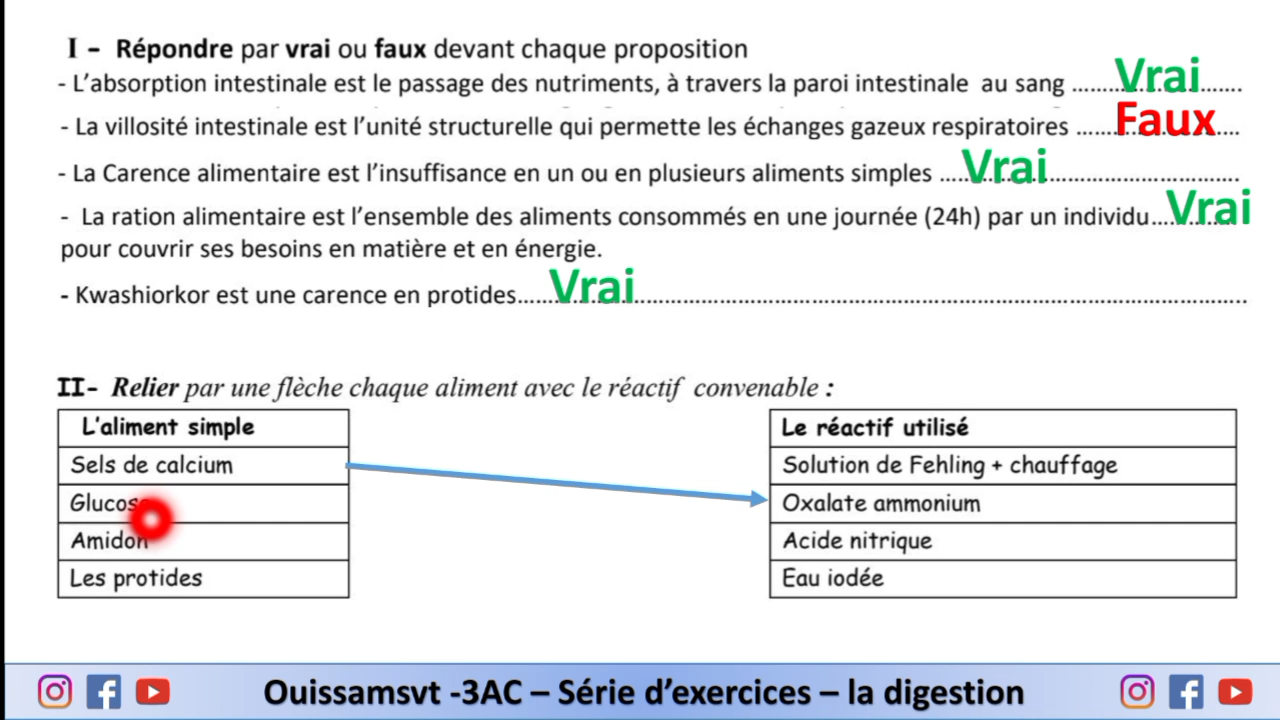 I - Répondre par vrai ou faux devant chaque proposition
- L'absorption intestinale est le passage des nutriments, à travers la paroi intestinale au sang ........Vrai........
- La villosité intestinale est l'unité structurelle qui permette les échanges gazeux respiratoires ......Faux....
- La Carence alimentaire est l'insuffisance en un ou en plusieurs aliments simples .....Vrai..............................
- La ration alimentaire est l'ensemble des aliments consommés en une journée (24h) par un individu....Vrai
pour couvrir ses besoins en matière et en énergie.
- Kwashiorkor est une carence en protides......Vrai............................................................
II- Relier par une flèche chaque aliment avec le réactif convenable :
L'aliment simple Le réactif utilisé
Sels de calcium Solution de Fehling + chauffage
Glucos Oxalate ammonium
Amidon Acide nitrique
Les protides Eau iodée
Ouissamsvt -3AC – Série d'exercices – la digestion